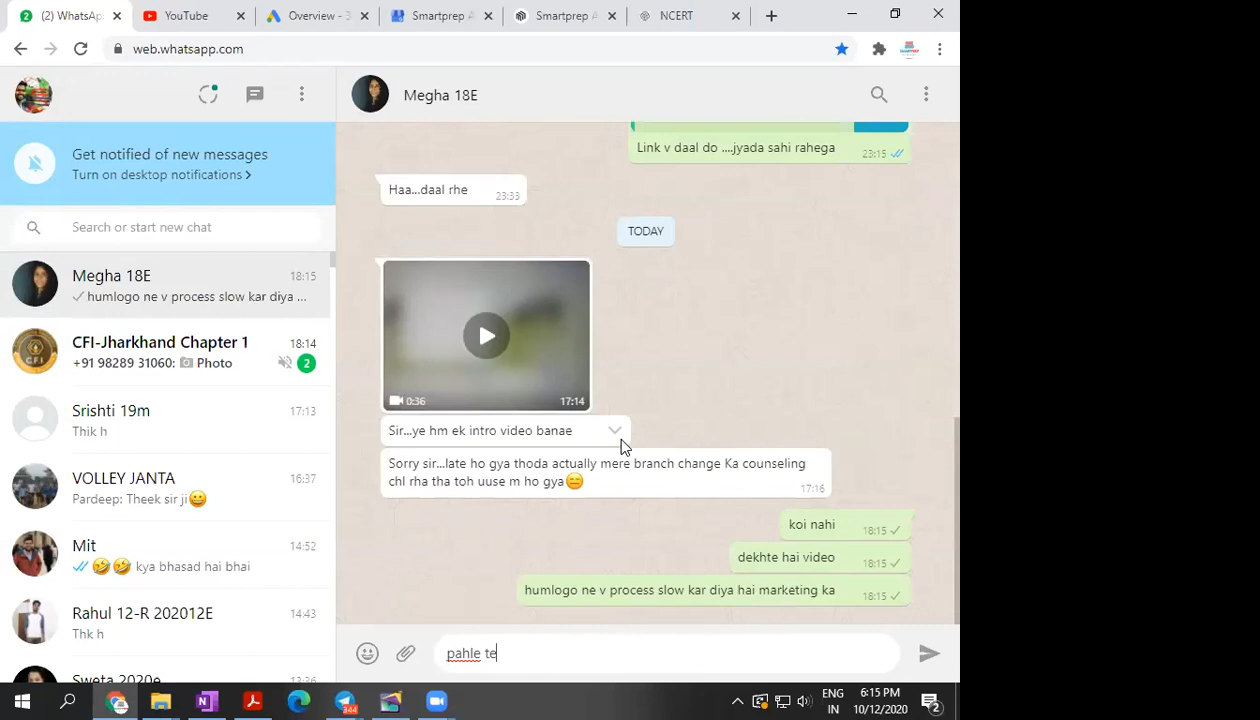 WhatsApp
YouTube
Overview - 3
Smartprep A
Smartprep A
NCERT
web.whatsapp.com
Megha 18E
Get notified of new messages
Turn on desktop notifications >
Search or start new chat
Megha 18E 18:15
humlogo ne v process slow kar diya ...
CFI-Jharkhand Chapter 1 18:14
+91 98289 31060: Photo 2
Srishti 19m 17:13
Thik h
VOLLEY JANTA 16:37
Pardeep: Theek sir ji😀
Mit 14:52
🤣🤣 kya bhasad hai bhai
Rahul 12-R 202012E 14:43
Thk h
Sweta 2020e 13:36
Link v daal do ....jyada sahi rahega 23:15
Haa...daal rhe 23:33
TODAY
0:36 17:14
Sir...ye hm ek intro video banae
Sorry sir...late ho gya thoda actually mere branch change Ka counseling
chl rha tha toh uuse m ho gya😑 17:16
koi nahi 18:15
dekhte hai video 18:15
humlogo ne v process slow kar diya hai marketing ka 18:15
pahle te
344
ENG
IN
6:15 PM
10/12/2020
2